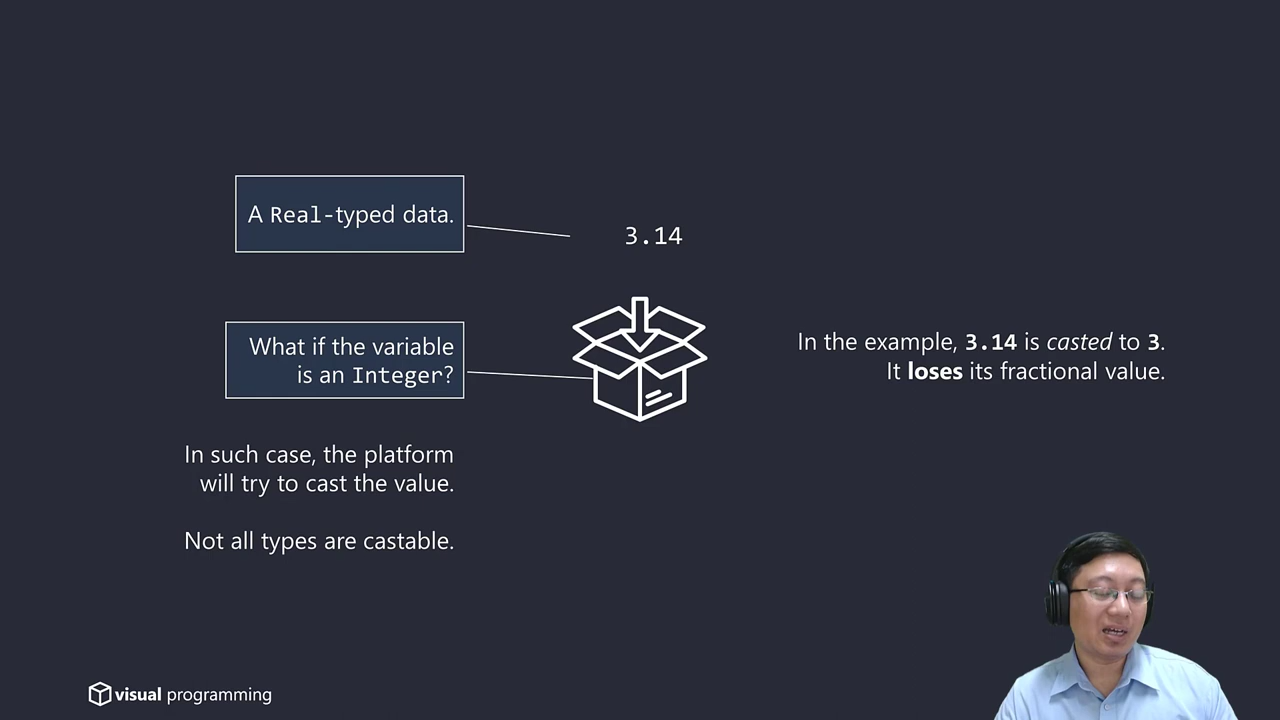 A Real-typed data.
3.14
What if the variable
is an Integer?
In such case, the platform
will try to cast the value.
Not all types are castable.
In the example, 3.14 is casted to 3.
It loses its fractional value.
visual programming